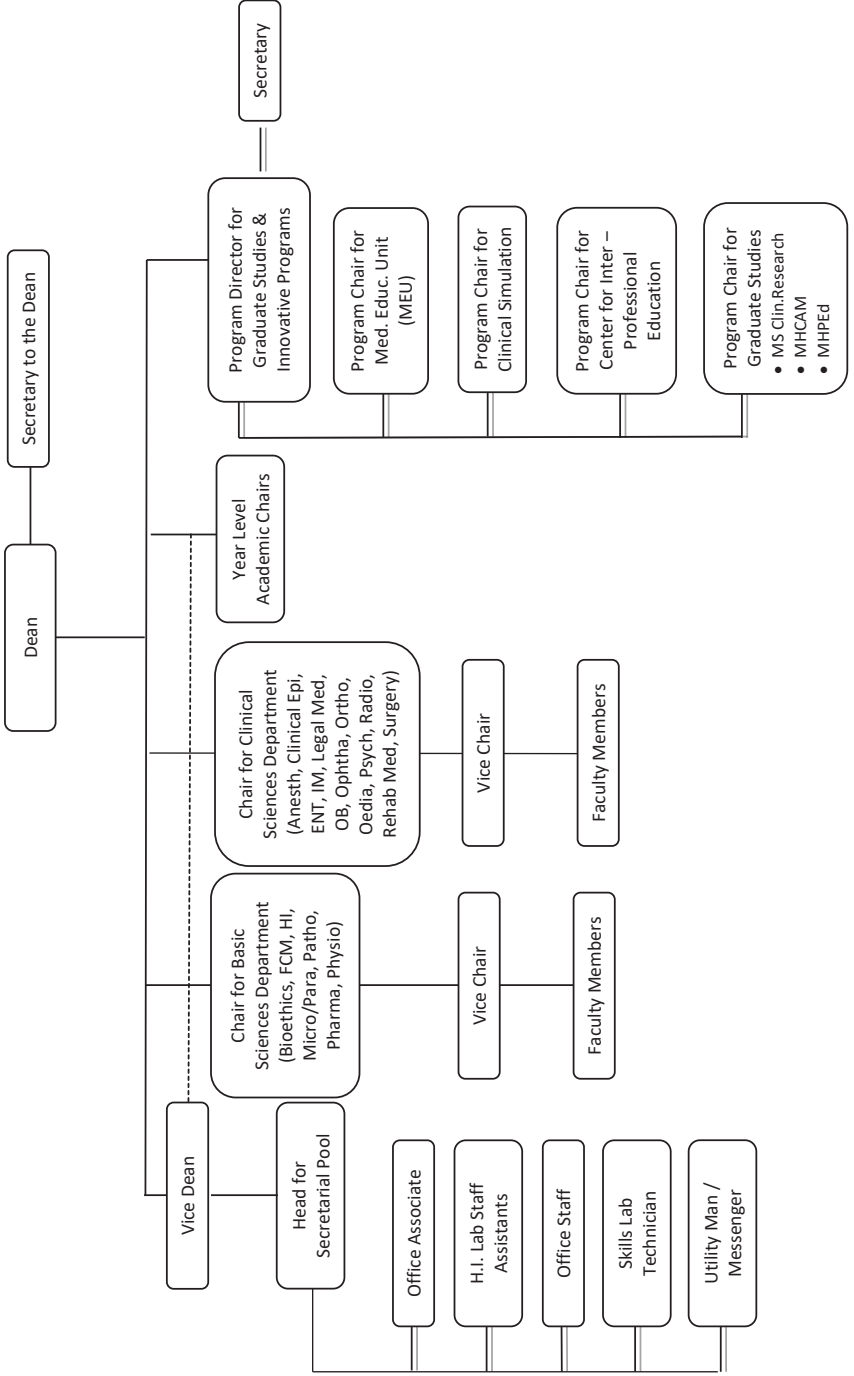 Dean
Secretary to the Dean
Vice Dean
Head for
Secretarial Pool
Office Associate
H.I. Lab Staff
Assistants
Office Staff
Skills Lab
Technician
Utility Man /
Messenger
Chair for Basic
Sciences Department
(Bioethics, FCM, HI,
Micro/Para, Patho,
Pharma, Physio)
Vice Chair
Faculty Members
Chair for Clinical
Sciences Department
(Anesth, Clinical Epi,
ENT, IM, Legal Med,
OB, Ophtha, Ortho,
Oedia, Psych, Radio,
Rehab Med, Surgery)
Vice Chair
Faculty Members
Year Level
Academic Chairs
Program Director for
Graduate Studies &
Innovative Programs
Secretary
Program Chair for
Med. Educ. Unit
(MEU)
Program Chair for
Clinical Simulation
Program Chair for
Center for Inter –
Professional
Education
Program Chair for
Graduate Studies
• MS Clin.Research
• MHCAM
• MHPEd